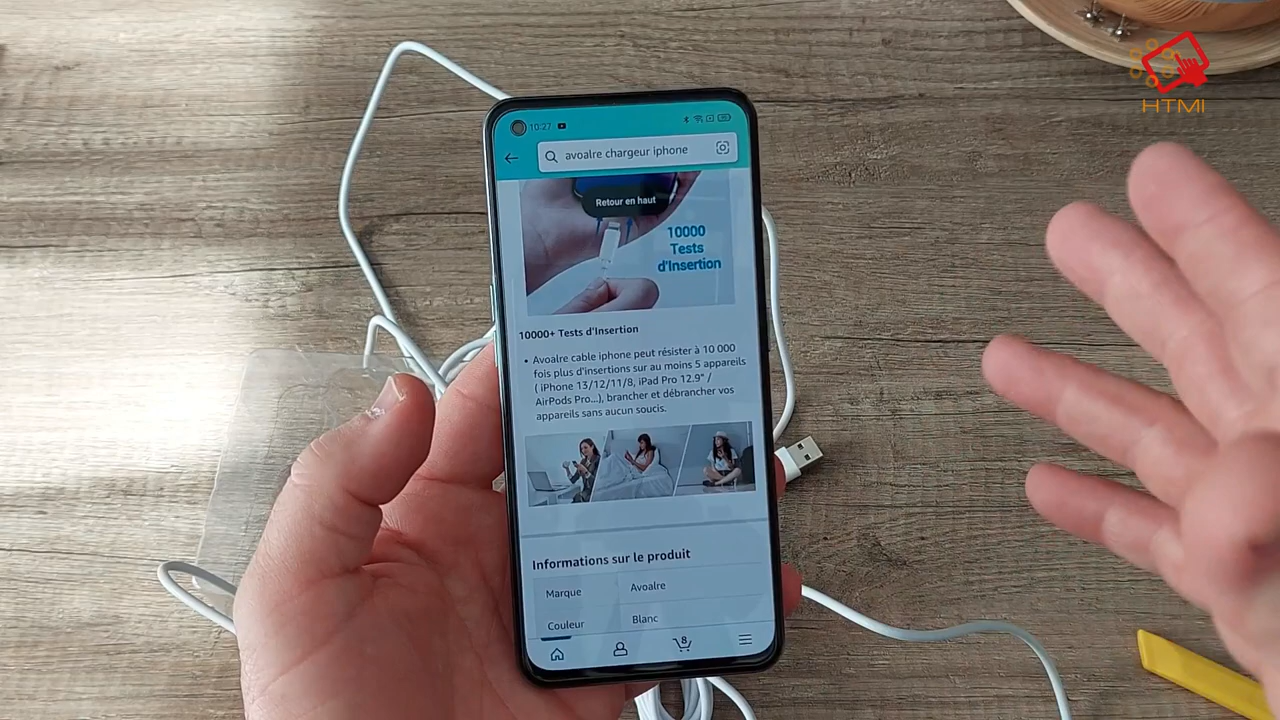 HTMI
10:27
avoalre chargeur iphone
Retour en haut
10000
Tests
d'Insertion
10000+ Tests d'Insertion
• Avoalre cable iphone peut résister à 10 000
fois plus d'insertions sur au moins 5 appareils
( iPhone 13/12/11/8, iPad Pro 12.9" /
AirPods Pro...), brancher et débrancher vos
appareils sans aucun soucis.
Informations sur le produit
Marque Avoalre
Couleur Blanc
8